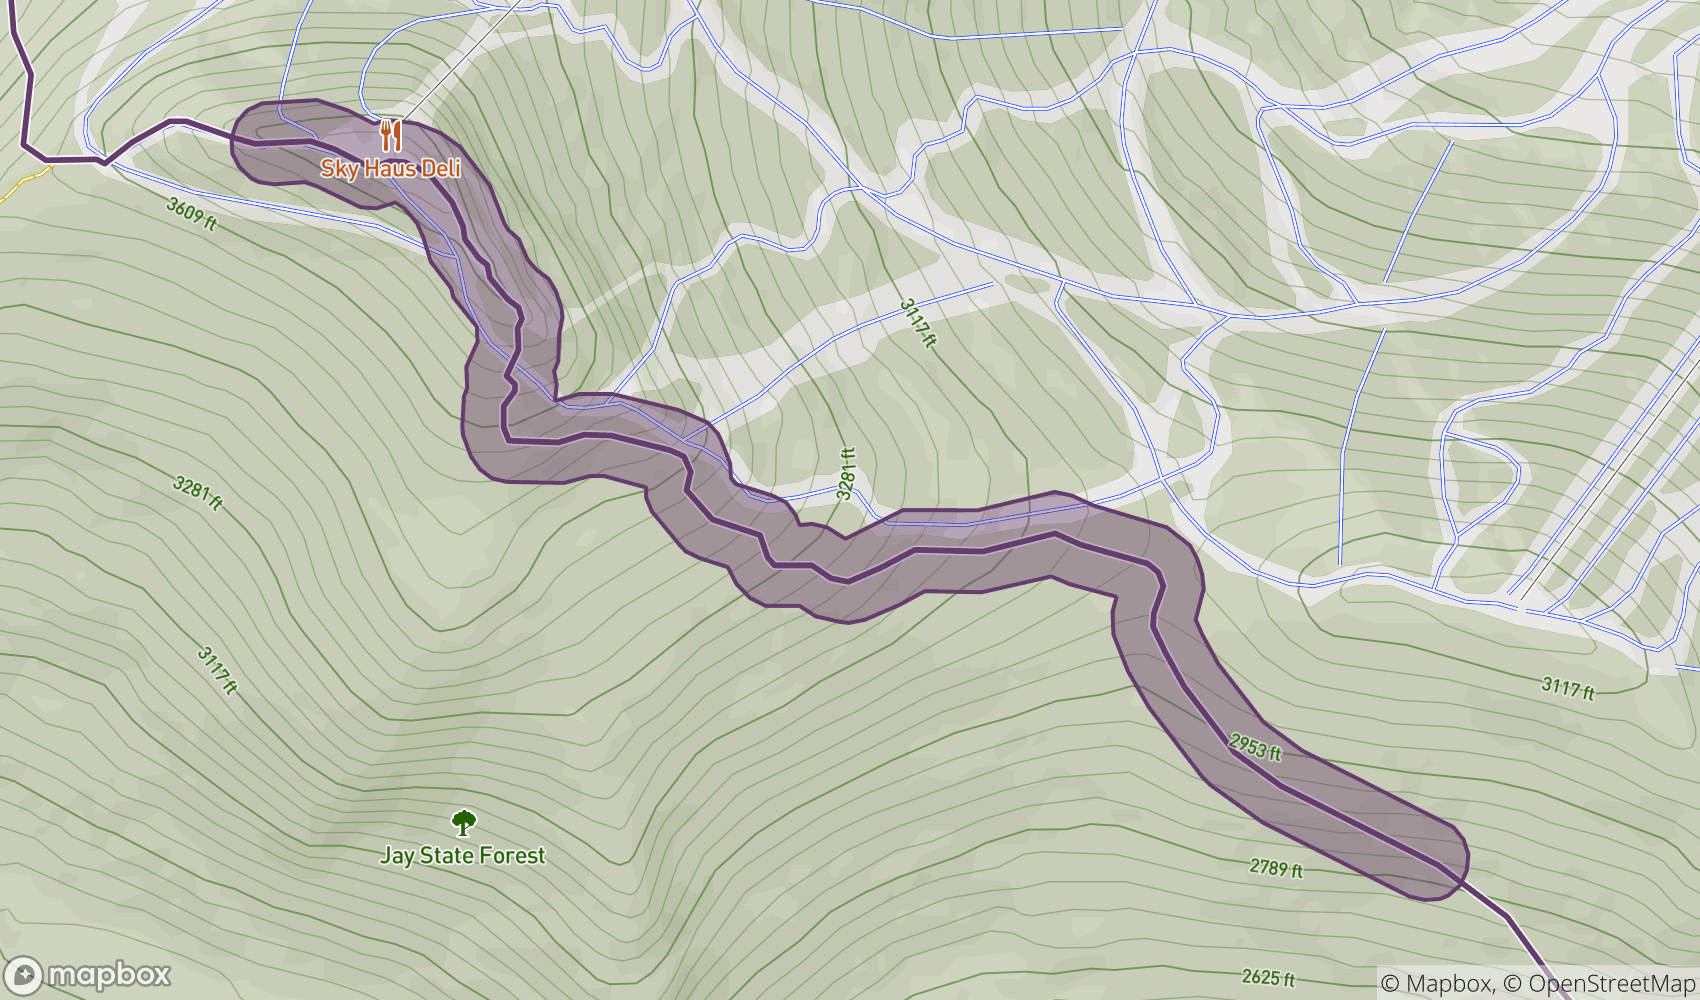 Sky Haus Deli
3609 ft
3117 ft
3281 ft
3281 ft
3117 ft
3117 ft
2953 ft
Jay State Forest
2789 ft
2625 ft
mapbox
© Mapbox, © OpenStreetMap